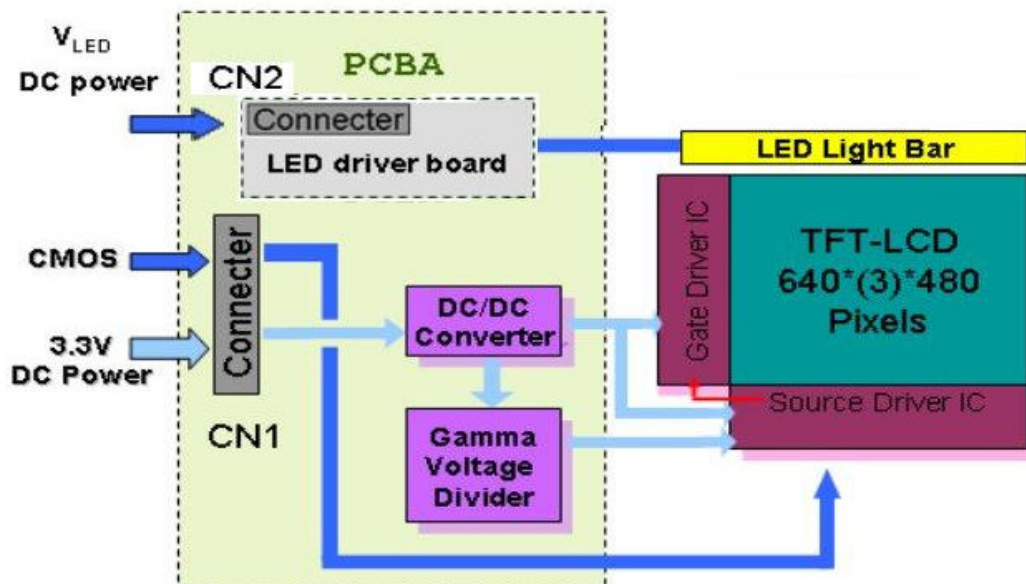 V_LED
DC power
PCBA
CN2
Connecter
LED driver board
LED Light Bar
CMOS
3.3V
DC Power
Connecter
CN1
DC/DC
Converter
Gamma
Voltage
Divider
Gate Driver IC
TFT-LCD
640*(3)*480
Pixels
Source Driver IC